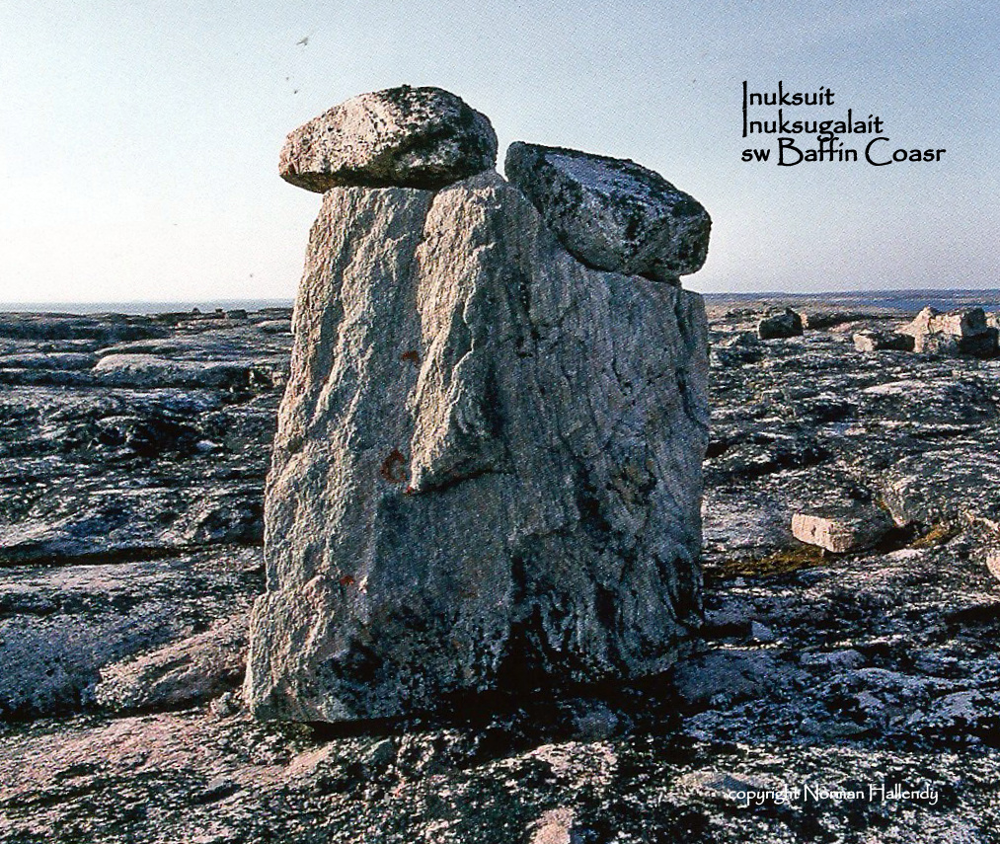 Inuksuit
Inuksugalait
sw Baffin Coasr
copyright Norman Hallendy